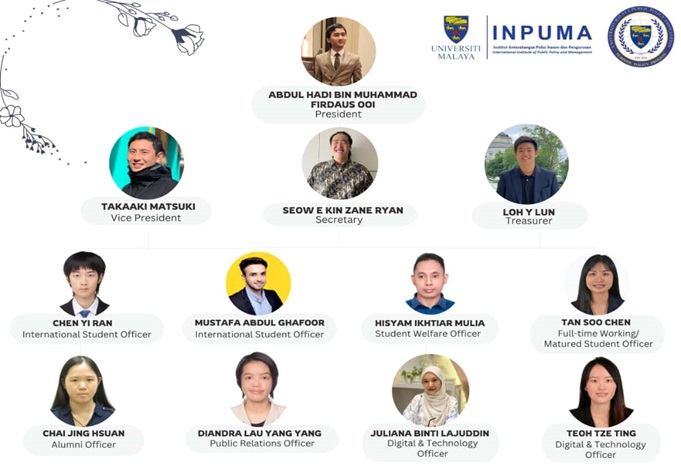 UNIVERSITI
MALAYA
INPUMA
Institut Antarabangsa Polisi Awam dan Pengurusan
International Institute of Public Policy and Management
ABDUL HADI BIN MUHAMMAD
FIRDAUS OOI
President
TAKAAKI MATSUKI
Vice President
SEOW E KIN ZANE RYAN
Secretary
LOH Y LUN
Treasurer
CHEN YI RAN
International Student Officer
MUSTAFA ABDUL GHAFOOR
International Student Officer
HISYAM IKHTIAR MULIA
Student Welfare Officer
TAN SOO CHEN
Full-time Working/
Matured Student Officer
CHAI JING HSUAN
Alumni Officer
DIANDRA LAU YANG YANG
Public Relations Officer
JULIANA BINTI LAJUDDIN
Digital & Technology
Officer
TEOH TZE TING
Digital & Technology
Officer